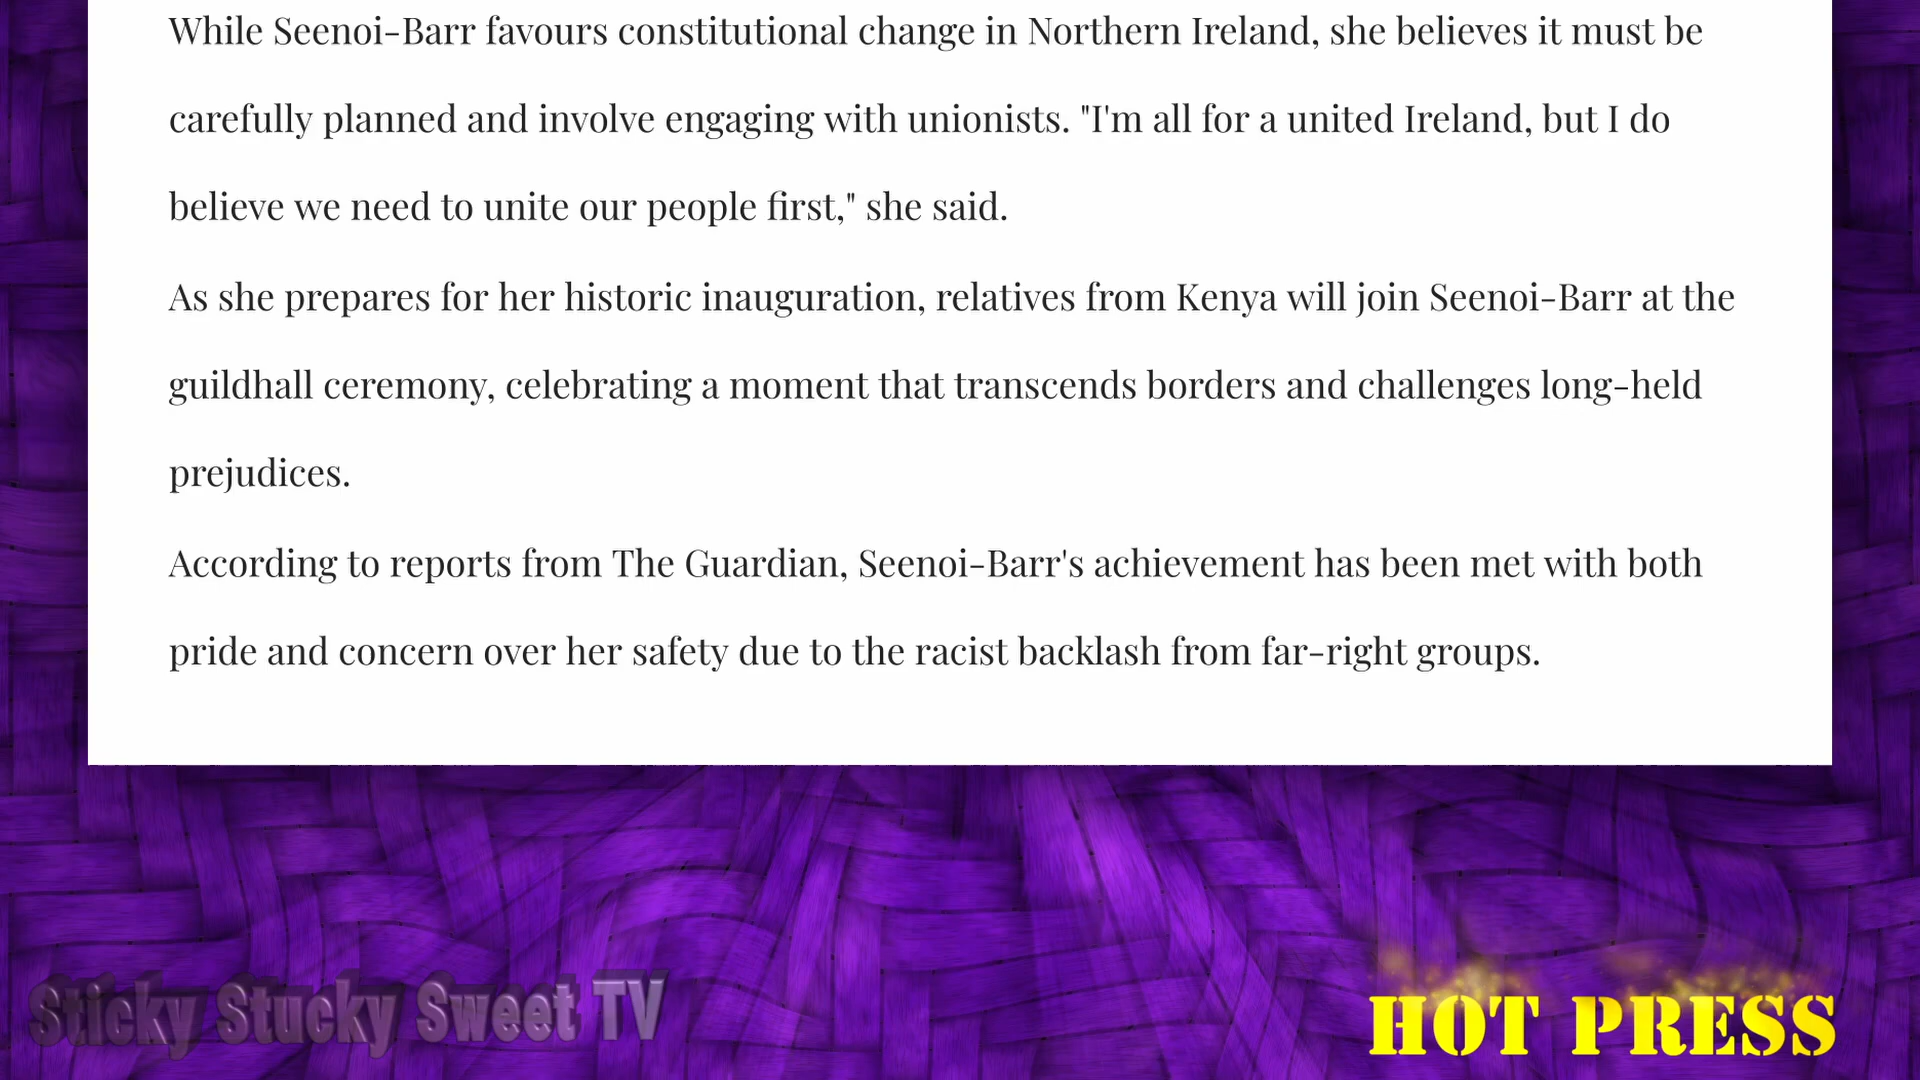 While Seenoi-Barr favours constitutional change in Northern Ireland, she believes it must be
carefully planned and involve engaging with unionists. "I'm all for a united Ireland, but I do
believe we need to unite our people first," she said.
As she prepares for her historic inauguration, relatives from Kenya will join Seenoi-Barr at the
guildhall ceremony, celebrating a moment that transcends borders and challenges long-held
prejudices.
According to reports from The Guardian, Seenoi-Barr's achievement has been met with both
pride and concern over her safety due to the racist backlash from far-right groups.
Sticky Stucky Sweet TV
HOT PRESS